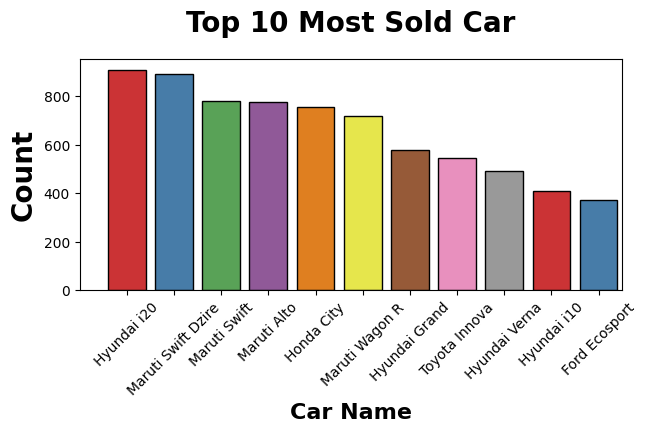 Top 10 Most Sold Car
Count
800
600
400
200
0
Hyundai i20
Maruti Swift Dzire
Maruti Swift
Maruti Alto
Honda City
Maruti Wagon R
Hyundai Grand
Toyota Innova
Hyundai Verna
Hyundai i10
Ford Ecosport
Car Name